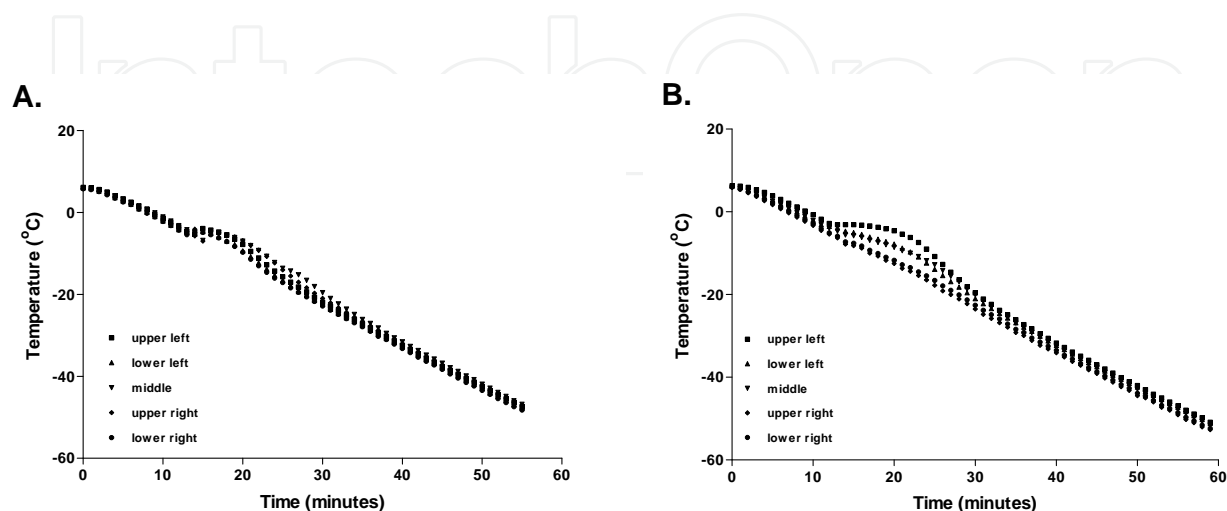 IntechOpen
A.
20
0
-20
-40
-60
Temperature (°C)
upper left
lower left
middle
upper right
lower right
0 10 20 30 40 50 60
Time (minutes)
B.
20
0
-20
-40
-60
Temperature (°C)
upper left
lower left
middle
upper right
lower right
0 10 20 30 40 50 60
Time (minutes)